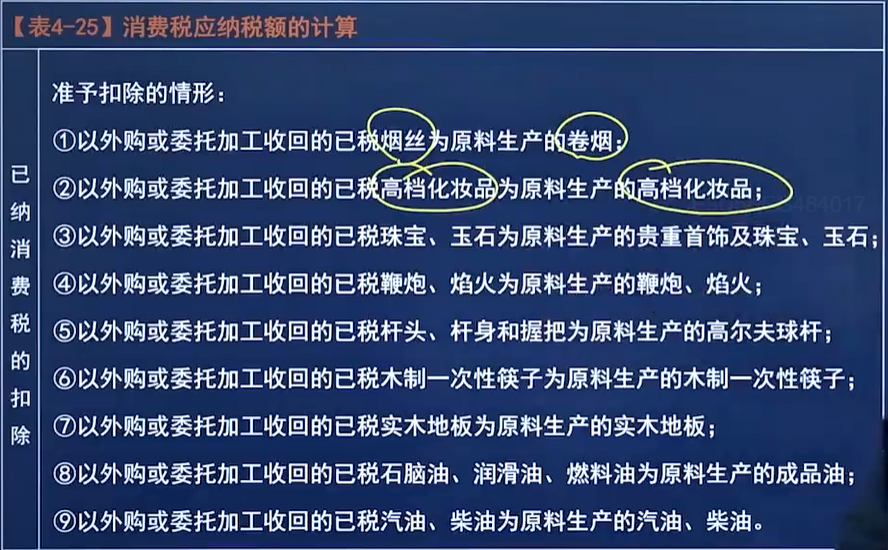 【表4-25】消费税应纳税额的计算
已纳消费税的扣除
准予扣除的情形：
①以外购或委托加工收回的已税烟丝为原料生产的卷烟；
②以外购或委托加工收回的已税高档化妆品为原料生产的高档化妆品；
③以外购或委托加工收回的已税珠宝、玉石为原料生产的贵重首饰及珠宝、玉石；
④以外购或委托加工收回的已税鞭炮、焰火为原料生产的鞭炮、焰火；
⑤以外购或委托加工收回的已税杆头、杆身和握把为原料生产的高尔夫球杆；
⑥以外购或委托加工收回的已税木制一次性筷子为原料生产的木制一次性筷子；
⑦以外购或委托加工收回的已税实木地板为原料生产的实木地板；
⑧以外购或委托加工收回的已税石脑油、润滑油、燃料油为原料生产的成品油；
⑨以外购或委托加工收回的已税汽油、柴油为原料生产的汽油、柴油。